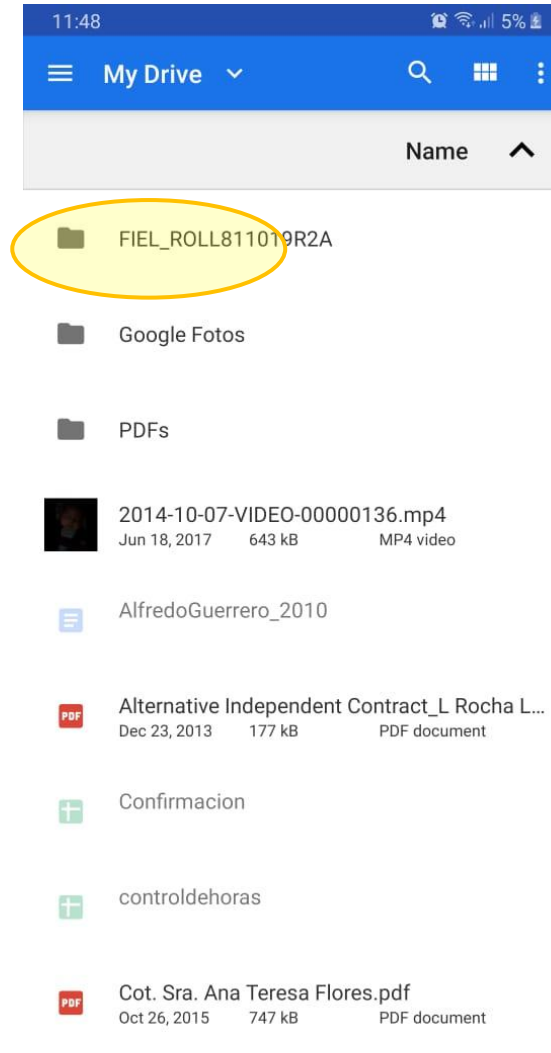 11:48 5%
My Drive
Name
FIEL_ROLL811019R2A
Google Fotos
PDFs
2014-10-07-VIDEO-00000136.mp4
Jun 18, 2017 643 kB MP4 video
AlfredoGuerrero_2010
PDF Alternative Independent Contract_L Rocha L...
Dec 23, 2013 177 kB PDF document
Confirmacion
controldehoras
PDF Cot. Sra. Ana Teresa Flores.pdf
Oct 26, 2015 747 kB PDF document